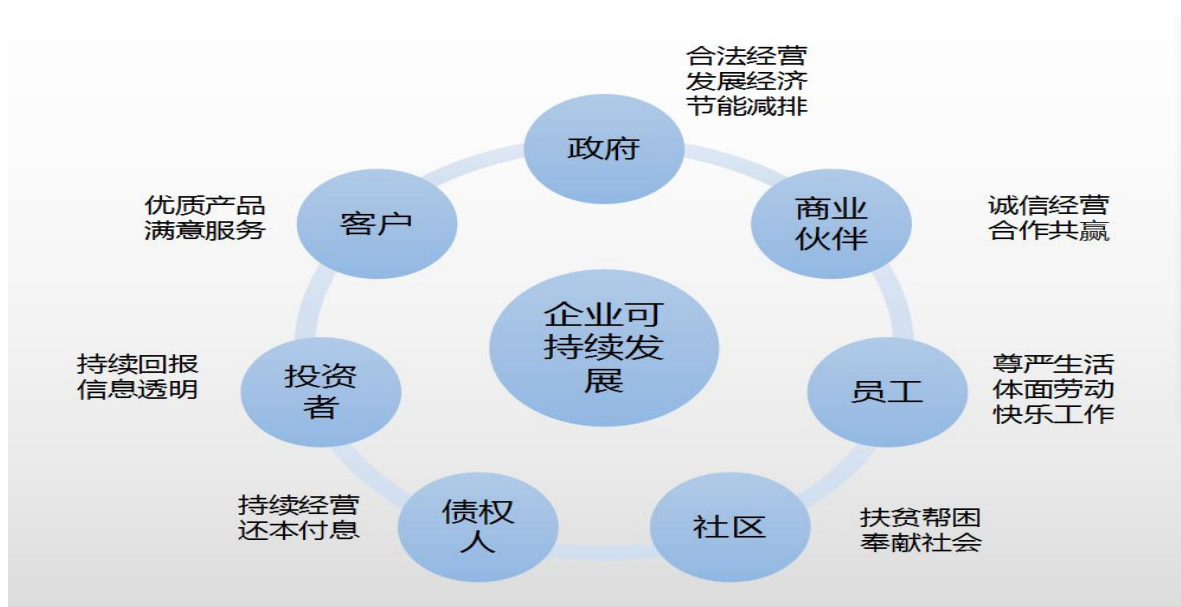 合法经营
发展经济
节能减排
政府
商业
伙伴
诚信经营
合作共赢
员工
尊严生活
体面劳动
快乐工作
社区
扶贫帮困
奉献社会
债权
人
持续经营
还本付息
投资
者
持续回报
信息透明
客户
优质产品
满意服务
企业可
持续发
展